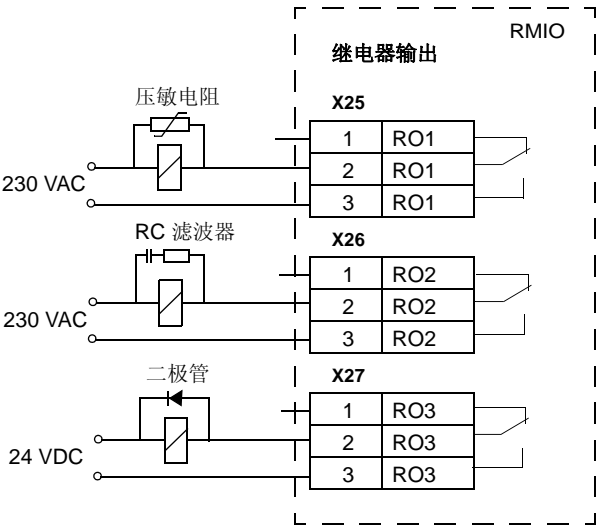 RMIO
继电器输出
压敏电阻
X25
1 RO1
2 RO1
3 RO1
230 VAC
RC 滤波器
X26
1 RO2
2 RO2
3 RO2
230 VAC
二极管
X27
1 RO3
2 RO3
3 RO3
24 VDC